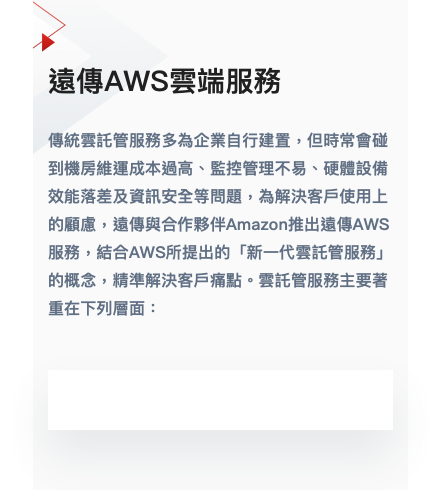 遠傳AWS雲端服務
傳統雲託管服務多為企業自行建置，但時常會碰
到機房維運成本過高、監控管理不易、硬體設備
效能落差及資訊安全等問題，為解決客戶使用上
的顧慮，遠傳與合作夥伴Amazon推出遠傳AWS
服務，結合AWS所提出的「新一代雲託管服務」
的概念，精準解決客戶痛點。雲託管服務主要著
重在下列層面：